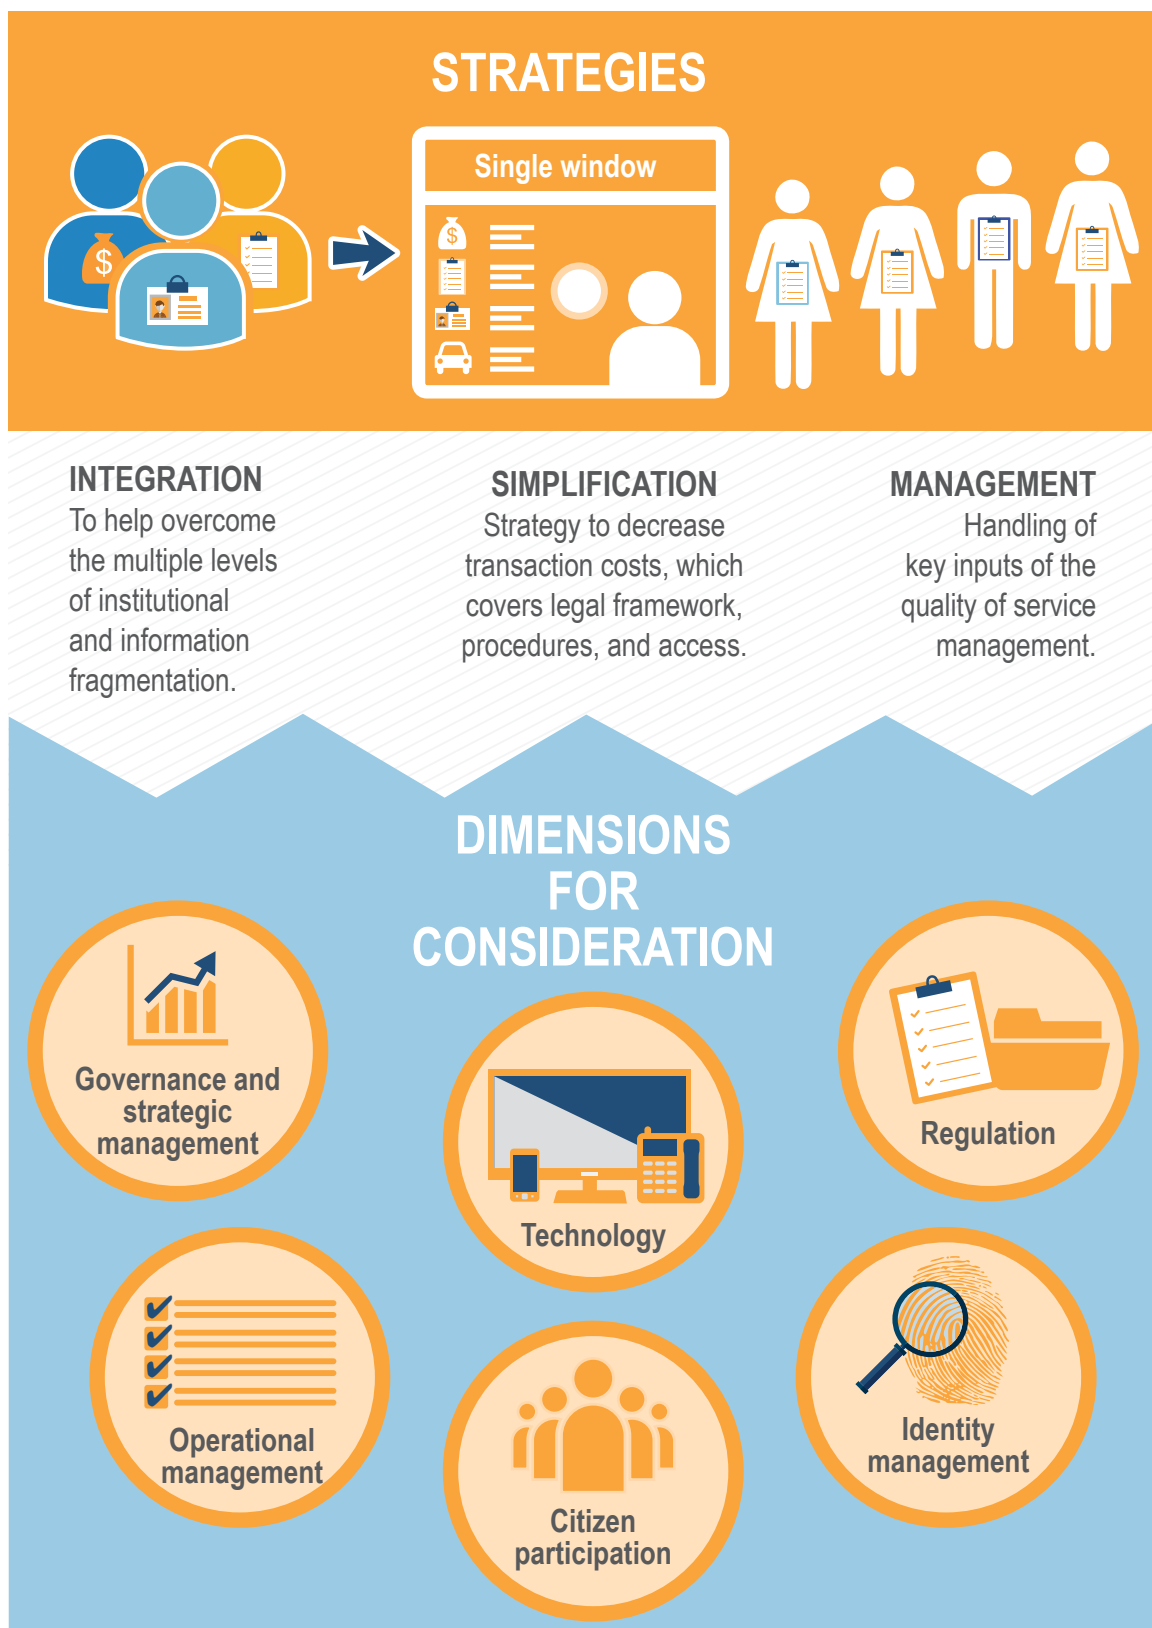 STRATEGIES
$
Single window
$
INTEGRATION
To help overcome
the multiple levels
of institutional
and information
fragmentation.
SIMPLIFICATION
Strategy to decrease
transaction costs, which
covers legal framework,
procedures, and access.
MANAGEMENT
Handling of
key inputs of the
quality of service
management.
DIMENSIONS
FOR
CONSIDERATION
Governance and
strategic
management
Technology
Regulation
Operational
management
Citizen
participation
Identity
management